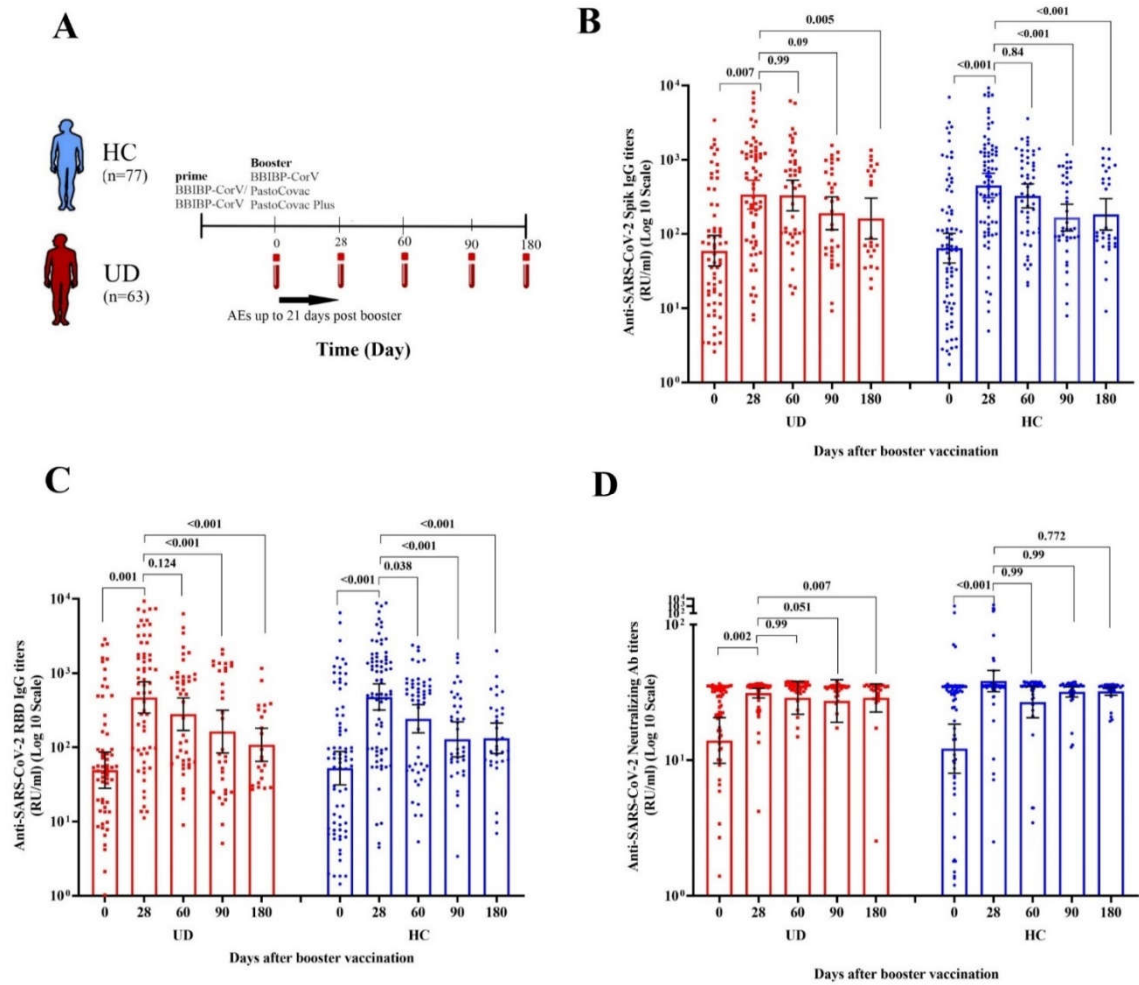 A
HC
(n=77)
UD
(n=63)
Booster
prime BBIBP-CorV
BBIBP-CorV/ PastoCovac
BBIBP-CorV PastoCovac Plus
0 28 60 90 180
AEs up to 21 days post booster
Time (Day)
B
Anti-SARS-CoV-2 Spik IgG titers
(RU/ml) (Log 10 Scale)
10⁴
10³
10²
10¹
10⁰
0.005
0.09
0.99
0.007
<0.001
<0.001
0.84
<0.001
0 28 60 90 180 0 28 60 90 180
UD HC
Days after booster vaccination
C
Anti-SARS-CoV-2 RBD IgG titers
(RU/ml) (Log 10 Scale)
10⁴
10³
10²
10¹
10⁰
<0.001
<0.001
0.124
0.001
<0.001
<0.001
0.038
<0.001
0 28 60 90 180 0 28 60 90 180
UD HC
Days after booster vaccination
D
Anti-SARS-CoV-2 Neutralizing Ab titers
(RU/ml) (Log 10 Scale)
10⁴
10³
10²
10²
10¹
10⁰
0.007
0.051
0.99
0.002
0.772
0.99
0.99
<0.001
0 28 60 90 180 0 28 60 90 180
UD HC
Days after booster vaccination